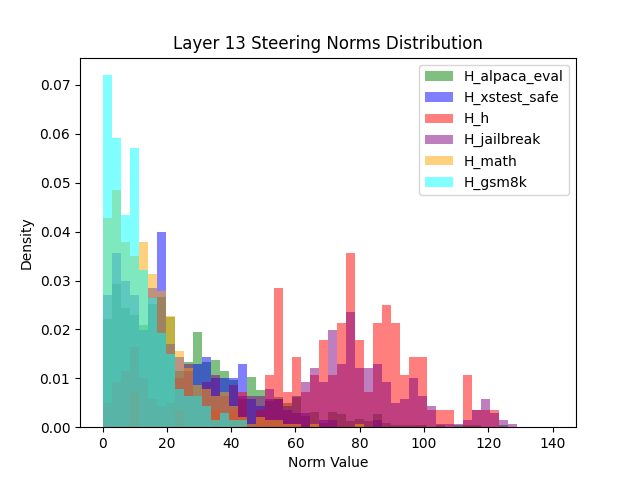 Layer 13 Steering Norms Distribution
H_alpaca_eval
H_xstest_safe
H_h
H_jailbreak
H_math
H_gsm8k
Density
0.07
0.06
0.05
0.04
0.03
0.02
0.01
0.00
0 20 40 60 80 100 120 140
Norm Value